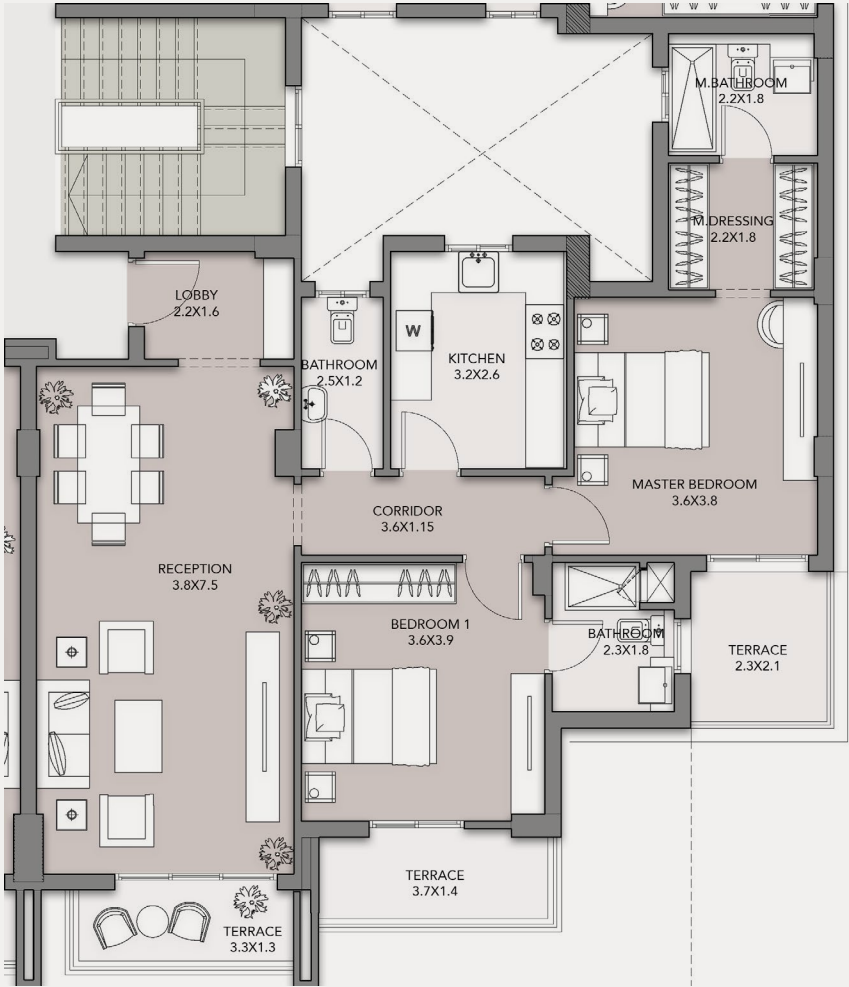 M.BATHROOM
2.2X1.8
M.DRESSING
2.2X1.8
LOBBY
2.2X1.6
BATHROOM
2.5X1.2
W
KITCHEN
3.2X2.6
MASTER BEDROOM
3.6X3.8
CORRIDOR
3.6X1.15
RECEPTION
3.8X7.5
BEDROOM 1
3.6X3.9
BATHROOM
2.3X1.8
TERRACE
2.3X2.1
TERRACE
3.7X1.4
TERRACE
3.3X1.3